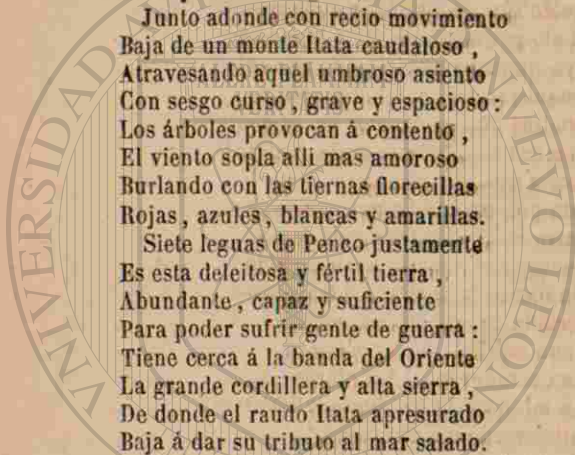 Junto adonde con recio movimiento
Baja de un monte Itata caudaloso ,
Atravesando aquel umbroso asiento
Con sesgo curso , grave y espacioso :
Los árboles provocan á contento ,
El viento sopla alli mas amoroso
Burlando con las tiernas florecillas
Rojas , azules , blancas y amarillas.
Siete leguas de Penco justamente
Es esta deleitosa y fértil tierra ,
Abundante , capaz y suficiente
Para poder sufrir gente de guerra :
Tiene cerca á la banda del Oriente
La grande cordillera y alta sierra ,
De donde el raudo Itata apresurado
Baja á dar su tributo al mar salado.